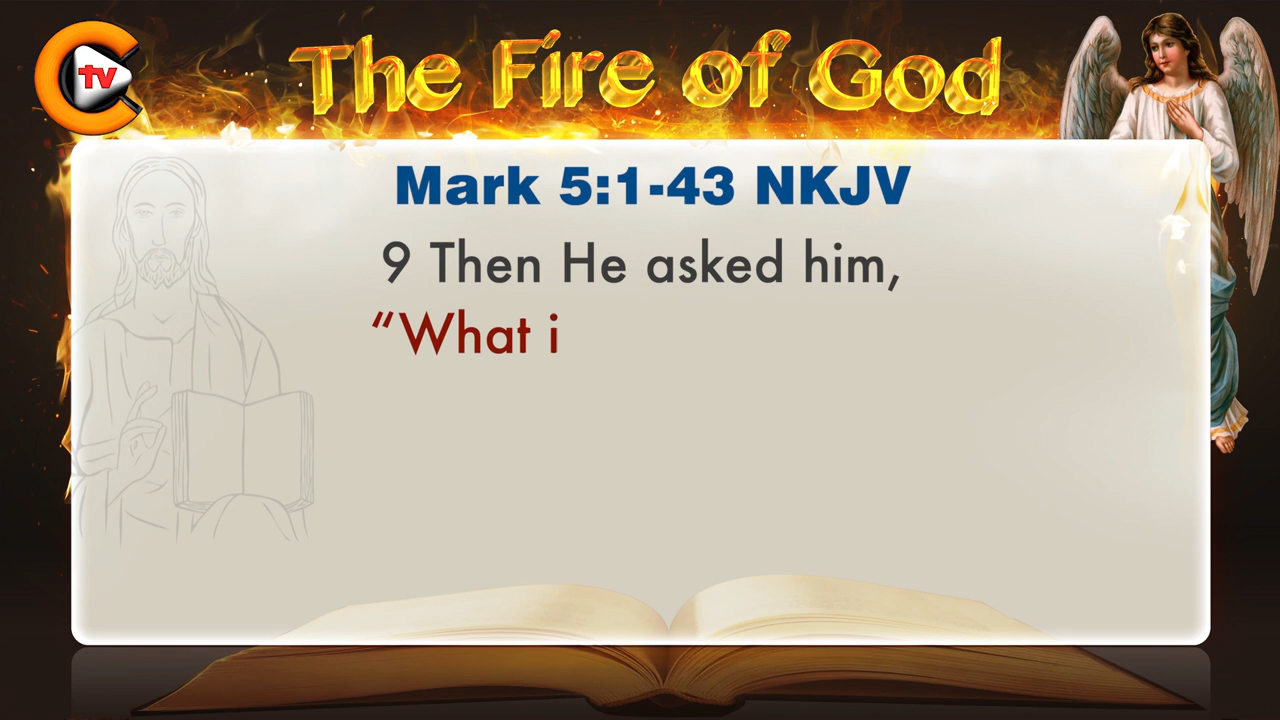 tv
The Fire of God
Mark 5:1-43 NKJV
9 Then He asked him,
“What i